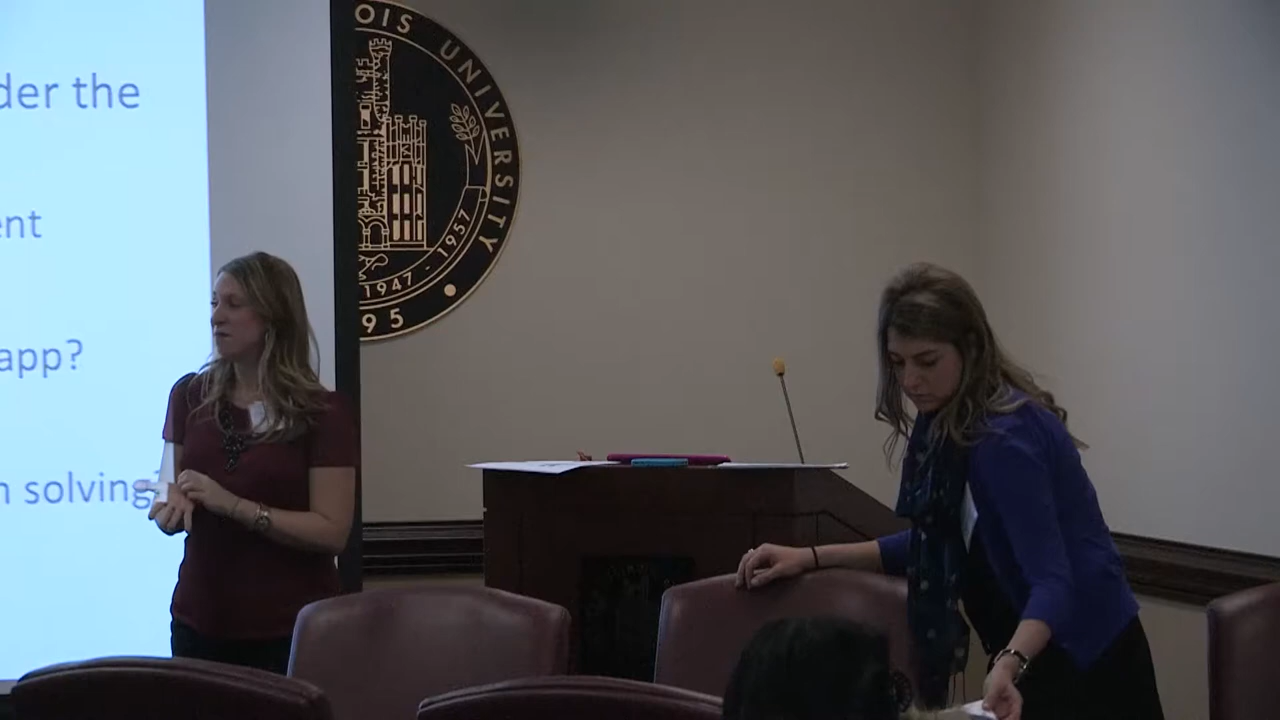 der the
ent
app?
n solving?
OIS UNIVERSITY
1947 - 1957
95